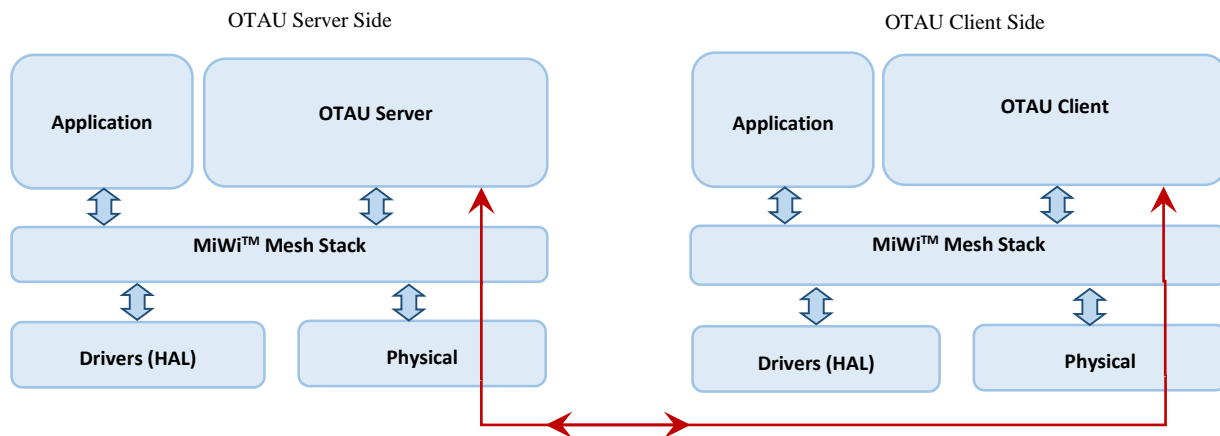 OTAU Server Side
OTAU Client Side
Application
OTAU Server
MiWi™ Mesh Stack
Drivers (HAL)
Physical
Application
OTAU Client
MiWi™ Mesh Stack
Drivers (HAL)
Physical